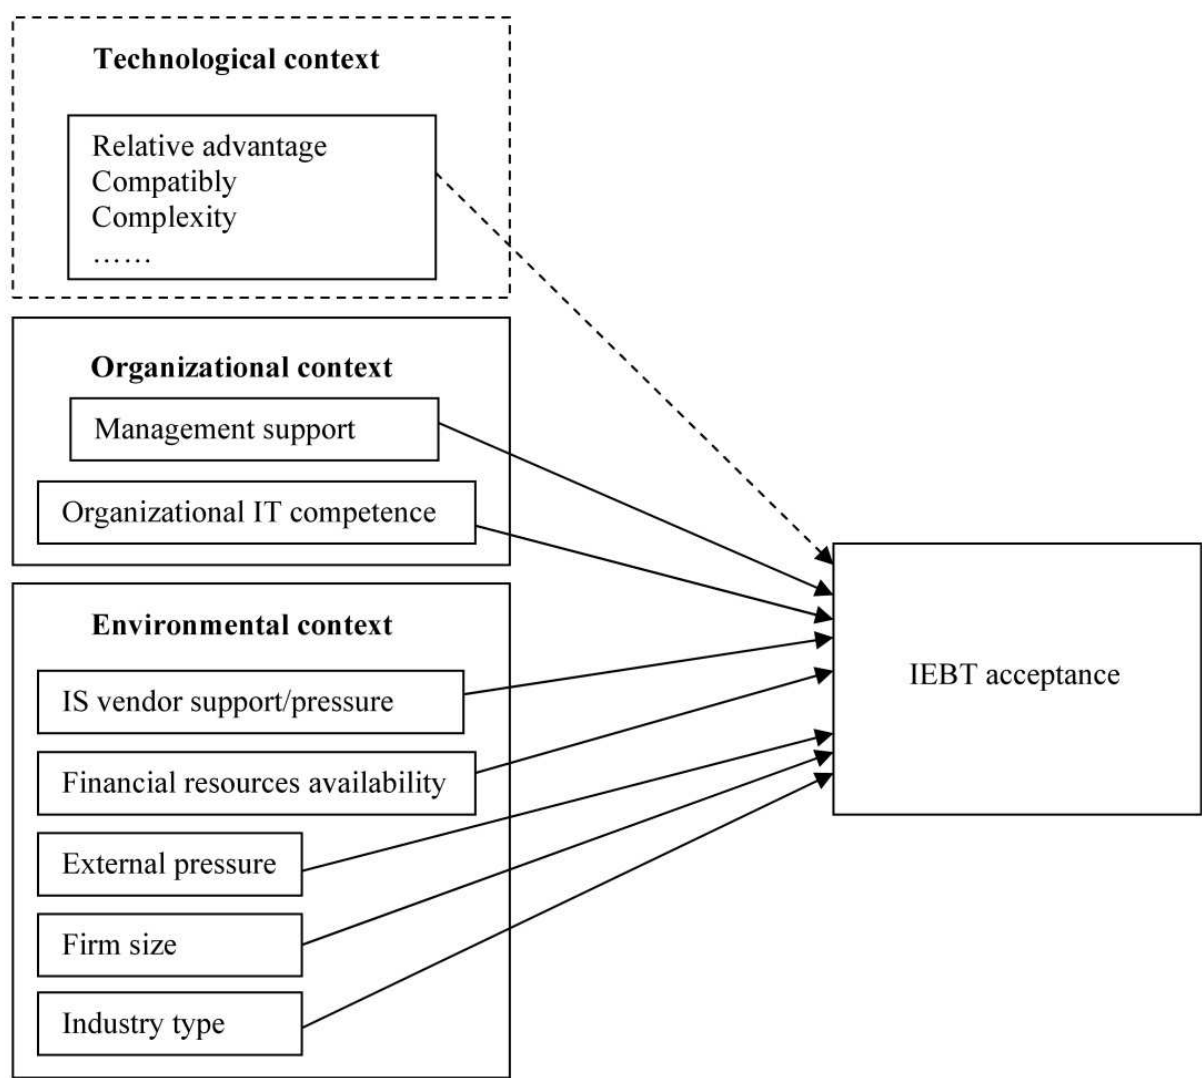 Technological context
Relative advantage
Compatibly
Complexity
……
Organizational context
Management support
Organizational IT competence
Environmental context
IS vendor support/pressure
Financial resources availability
External pressure
Firm size
Industry type
IEBT acceptance